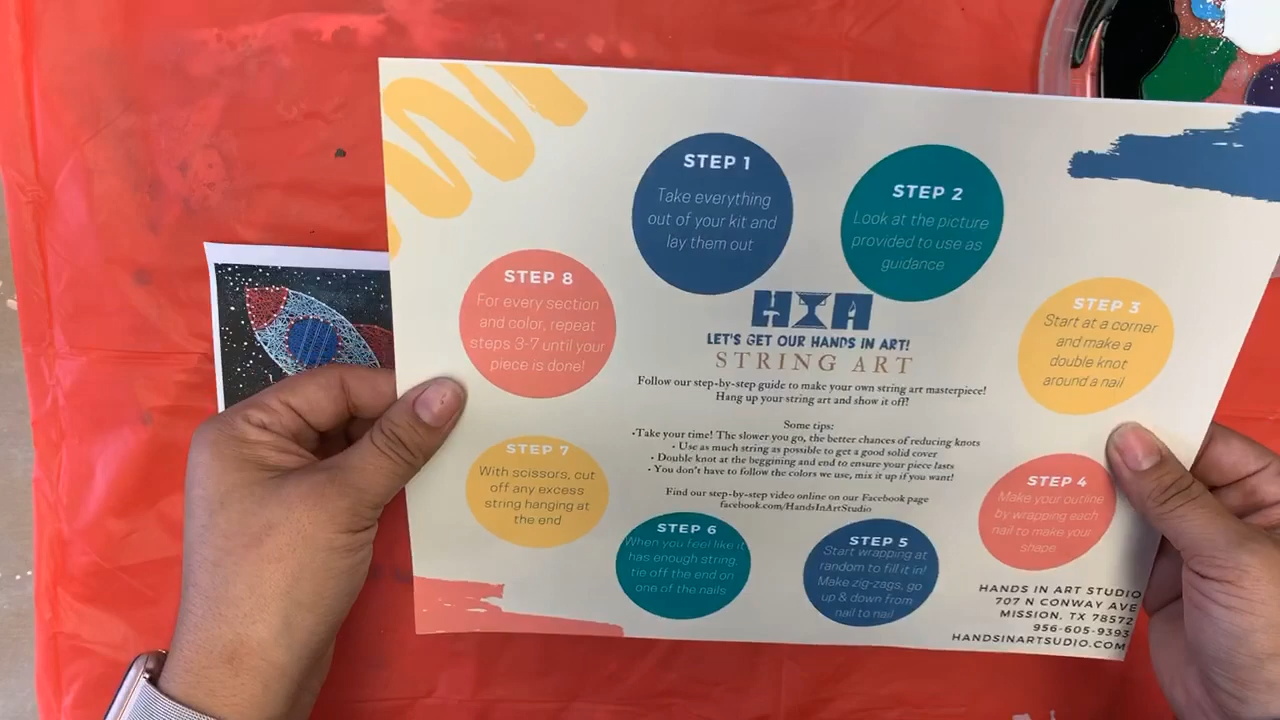 STEP 1
Take everything
out of your kit and
lay them out
STEP 2
Look at the picture
provided to use as
guidance
STEP 3
Start at a corner
and make a
double knot
around a nail
STEP 4
Make your outline
by wrapping each
nail to make your
shape
STEP 5
Start wrapping at
random to fill it in!
Make zig-zags, go
up & down from
nail to nail
STEP 6
When you feel like it
has enough string,
tie off the end on
one of the nails
STEP 7
With scissors, cut
off any excess
string hanging at
the end
STEP 8
For every section
and color, repeat
steps 3-7 until your
piece is done!
HIA
LET'S GET OUR HANDS IN ART!
STRING ART
Follow our step-by-step guide to make your own string art masterpiece!
Hang up your string art and show it off!
Some tips:
•Take your time! The slower you go, the better chances of reducing knots
• Use as much string as possible to get a good solid cover
• Double knot at the beggining and end to ensure your piece lasts
• You don't have to follow the colors we use, mix it up if you want!
Find our step-by-step video online on our Facebook page
facebook.com/HandsInArtStudio
HANDS IN ART STUDIO
707 N CONWAY AVE
MISSION, TX 78572
956-605-9393
HANDSINARTSUDIO.COM